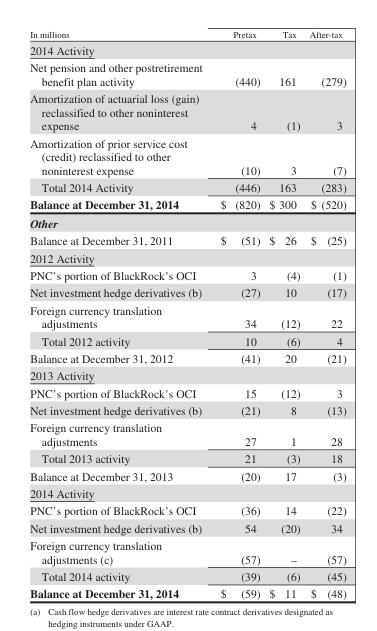 In millions Pretax Tax After-tax
2014 Activity
Net pension and other postretirement
benefit plan activity (440) 161 (279)
Amortization of actuarial loss (gain)
reclassified to other noninterest
expense 4 (1) 3
Amortization of prior service cost
(credit) reclassified to other
noninterest expense (10) 3 (7)
Total 2014 Activity (446) 163 (283)
Balance at December 31, 2014 $ (820) $ 300 $ (520)
Other
Balance at December 31, 2011 $ (51) $ 26 $ (25)
2012 Activity
PNC's portion of BlackRock's OCI 3 (4) (1)
Net investment hedge derivatives (b) (27) 10 (17)
Foreign currency translation
adjustments 34 (12) 22
Total 2012 activity 10 (6) 4
Balance at December 31, 2012 (41) 20 (21)
2013 Activity
PNC's portion of BlackRock's OCI 15 (12) 3
Net investment hedge derivatives (b) (21) 8 (13)
Foreign currency translation
adjustments 27 1 28
Total 2013 activity 21 (3) 18
Balance at December 31, 2013 (20) 17 (3)
2014 Activity
PNC's portion of BlackRock's OCI (36) 14 (22)
Net investment hedge derivatives (b) 54 (20) 34
Foreign currency translation
adjustments (c) (57) – (57)
Total 2014 activity (39) (6) (45)
Balance at December 31, 2014 $ (59) $ 11 $ (48)
(a) Cash flow hedge derivatives are interest rate contract derivatives designated as
hedging instruments under GAAP.